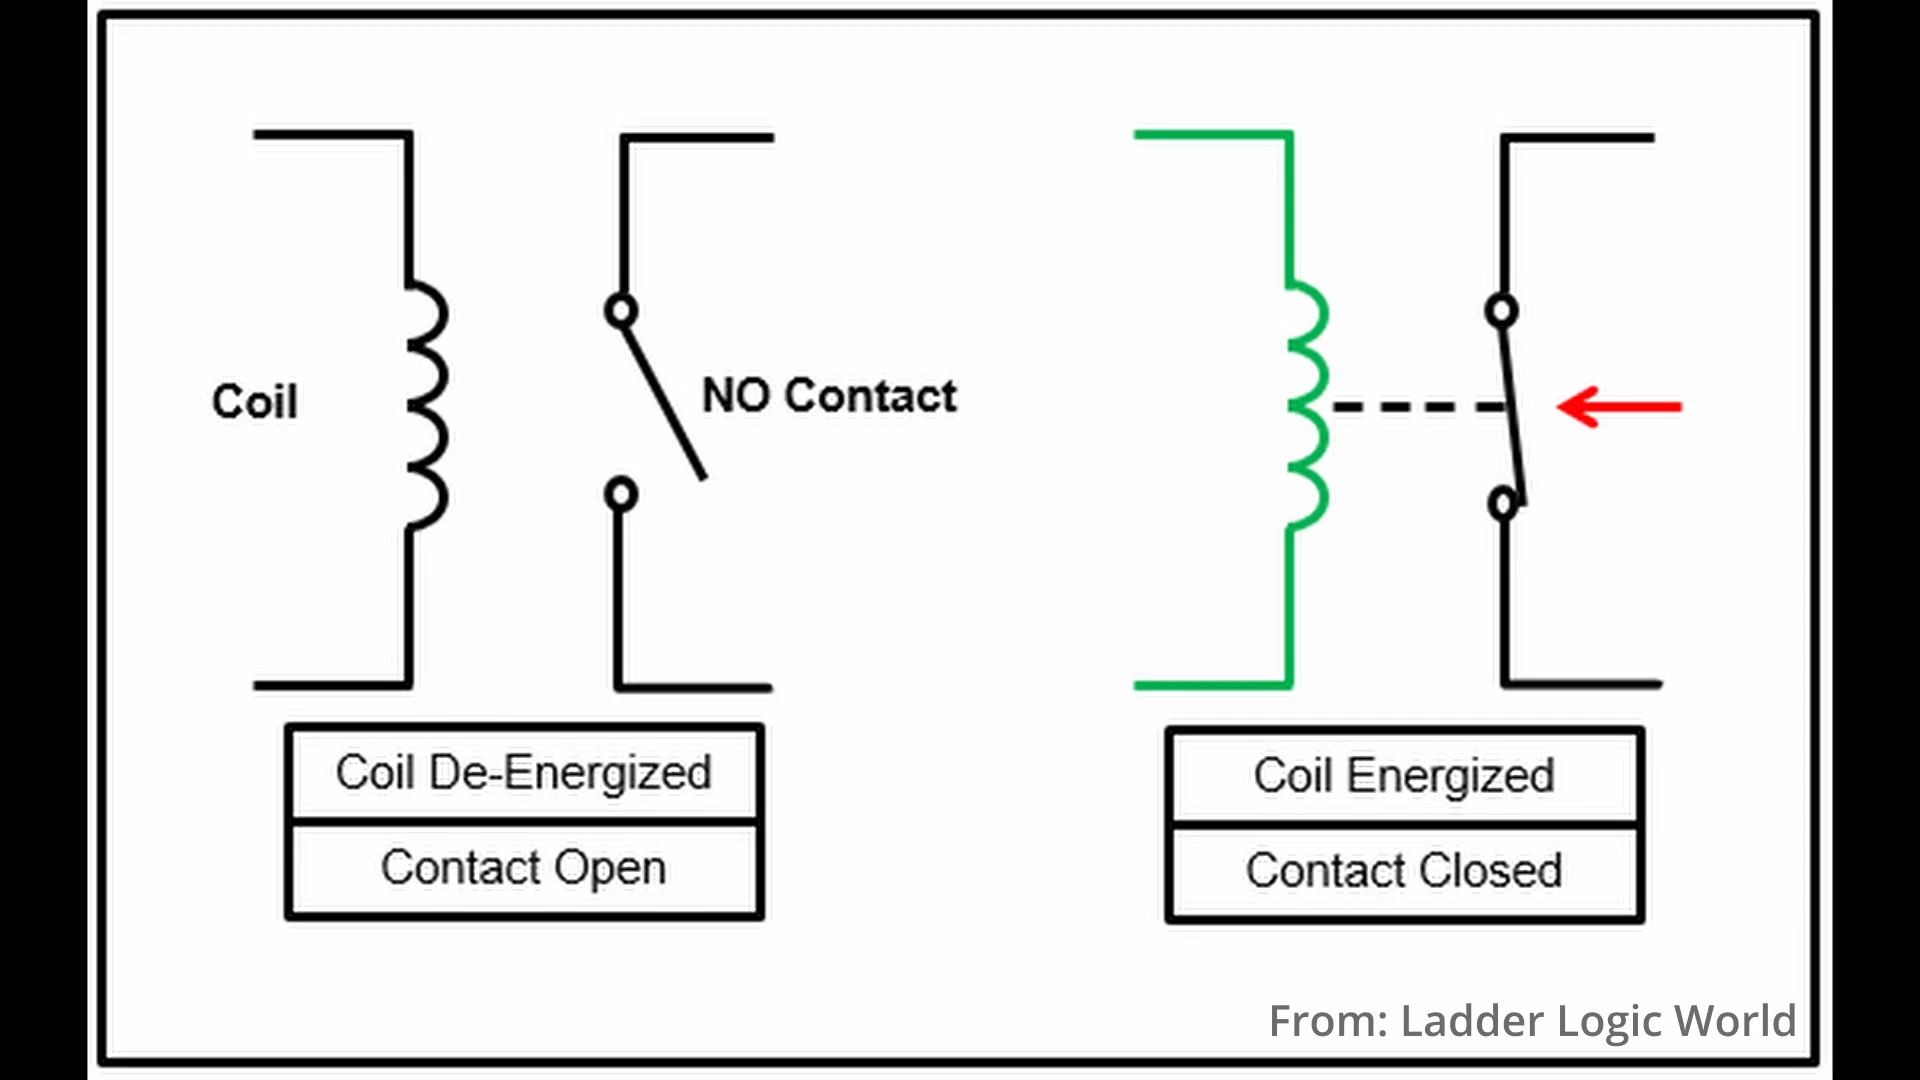 Coil
NO Contact
Coil De-Energized
Contact Open
Coil Energized
Contact Closed
From: Ladder Logic World